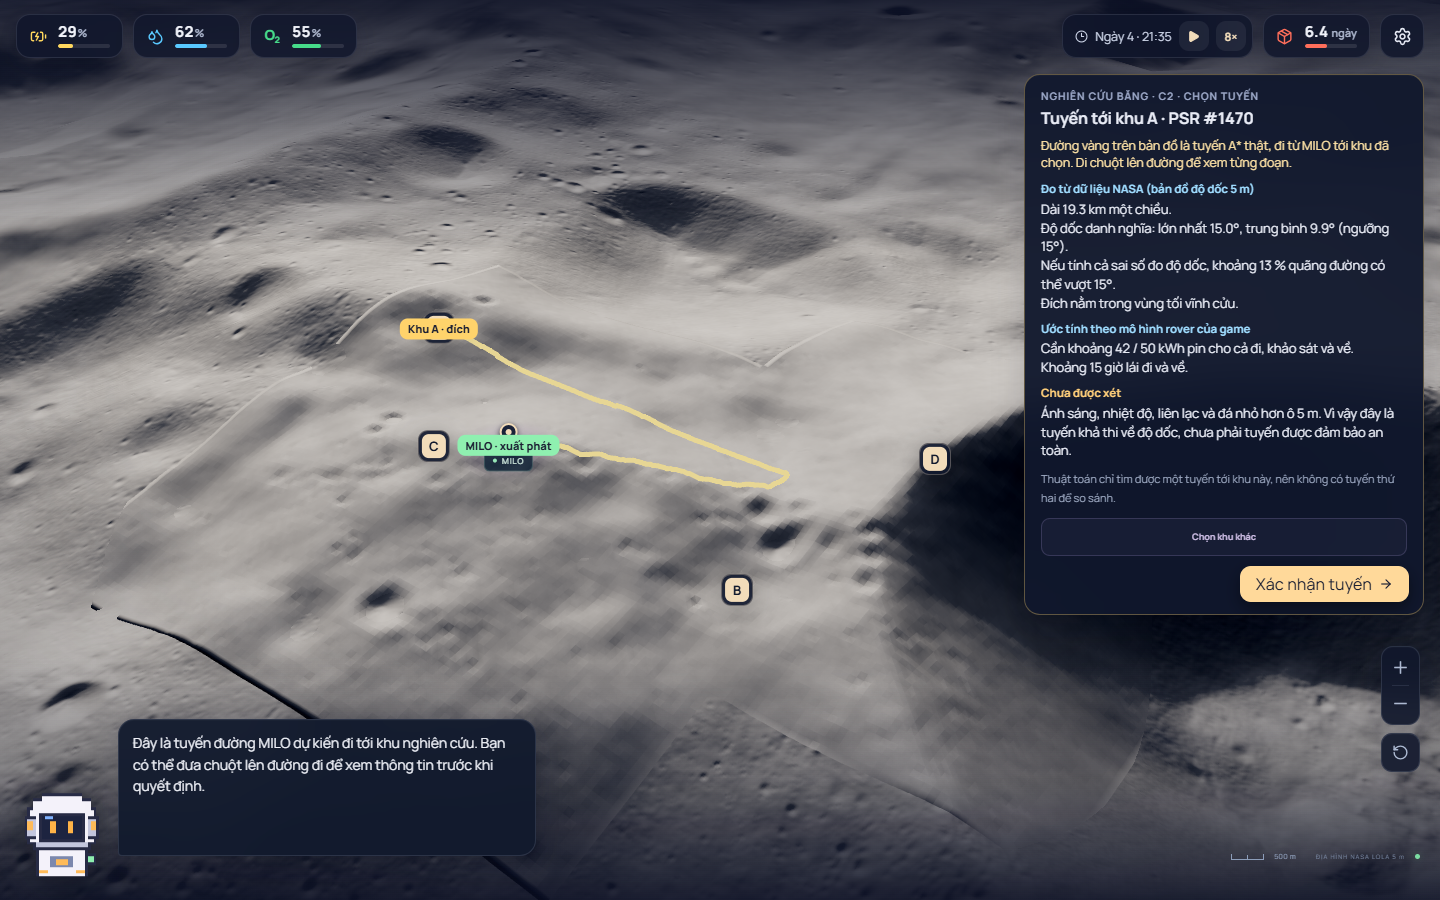 29%
62%
O₂ 55%
Ngày 4 · 21:35
8×
6.4 ngày
NGHIÊN CỨU BĂNG · C2 · CHỌN TUYẾN
Tuyến tới khu A · PSR #1470
Đường vàng trên bản đồ là tuyến A* thật, đi từ MILO tới khu đã
chọn. Di chuột lên đường để xem từng đoạn.
Đo từ dữ liệu NASA (bản đồ độ dốc 5 m)
Dài 19.3 km một chiều.
Độ dốc danh nghĩa: lớn nhất 15.0°, trung bình 9.9° (ngưỡng
15°).
Nếu tính cả sai số đo độ dốc, khoảng 13 % quãng đường có
thể vượt 15°.
Đích nằm trong vùng tối vĩnh cửu.
Ước tính theo mô hình rover của game
Cần khoảng 42 / 50 kWh pin cho cả đi, khảo sát và về.
Khoảng 15 giờ lái đi và về.
Chưa được xét
Ánh sáng, nhiệt độ, liên lạc và đá nhỏ hơn ô 5 m. Vì vậy đây là
tuyến khả thi về độ dốc, chưa phải tuyến được đảm bảo an
toàn.
Thuật toán chỉ tìm được một tuyến tới khu này, nên không có tuyến thứ
hai để so sánh.
Chọn khu khác
Xác nhận tuyến →
Khu A · đích
C
MILO · xuất phát
MILO
D
B
Đây là tuyến đường MILO dự kiến đi tới khu nghiên cứu. Bạn
có thể đưa chuột lên đường đi để xem thông tin trước khi
quyết định.
500 m
ĐỊA HÌNH NASA LOLA 5 m